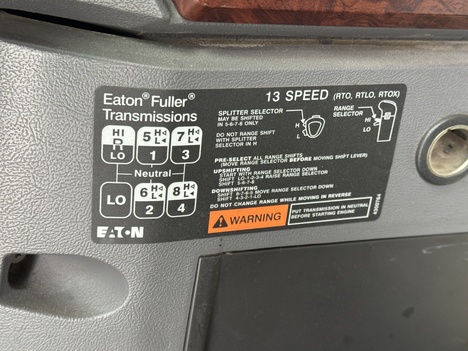 Eaton® Fuller®
Transmissions
13 SPEED (RTO, RTLO, RTOX)
SPLITTER SELECTOR
MAY BE SHIFTED
IN 5-6-7-8 ONLY
H
L
RANGE
SELECTOR
HI
LO
DO NOT RANGE SHIFT
WITH SPLITTER
SELECTOR IN H
HI
R
LO
5 H
L
1
7 H
L
3
Neutral
LO
6 H
L
2
8 H
L
4
PRE-SELECT ALL RANGE SHIFTS
(MOVE RANGE SELECTOR BEFORE MOVING SHIFT LEVER)
UPSHIFTING
START WITH RANGE SELECTOR DOWN
SHIFT LO-1-2-3-4 RAISE RANGE SELECTOR
SHIFT 5-6-7-8
DOWNSHIFTING
SHIFT 8-7-6-5 MOVE RANGE SELECTOR DOWN
SHIFT 4-3-2-1-LO
DO NOT CHANGE RANGE WHILE MOVING IN REVERSE
WARNING
PUT TRANSMISSION IN NEUTRAL
BEFORE STARTING ENGINE
EATON